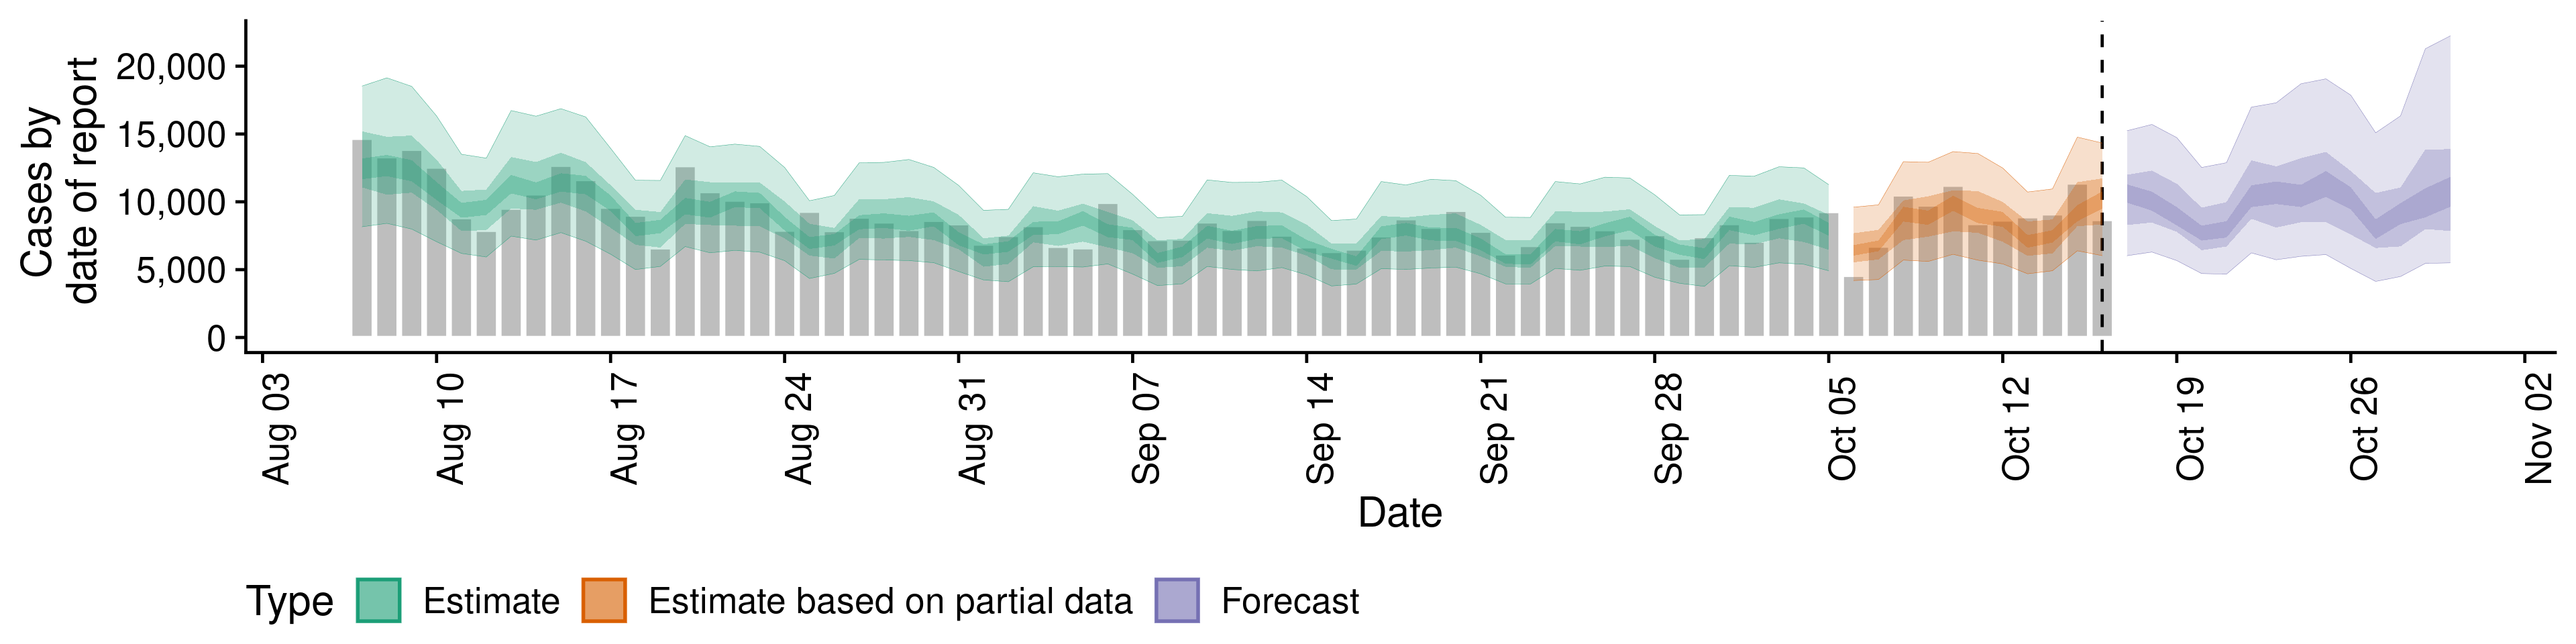 Cases by
date of report
20,000
15,000
10,000
5,000
0
Aug 03
Aug 10
Aug 17
Aug 24
Aug 31
Sep 07
Sep 14
Sep 21
Sep 28
Oct 05
Oct 12
Oct 19
Oct 26
Nov 02
Date
Type
Estimate
Estimate based on partial data
Forecast